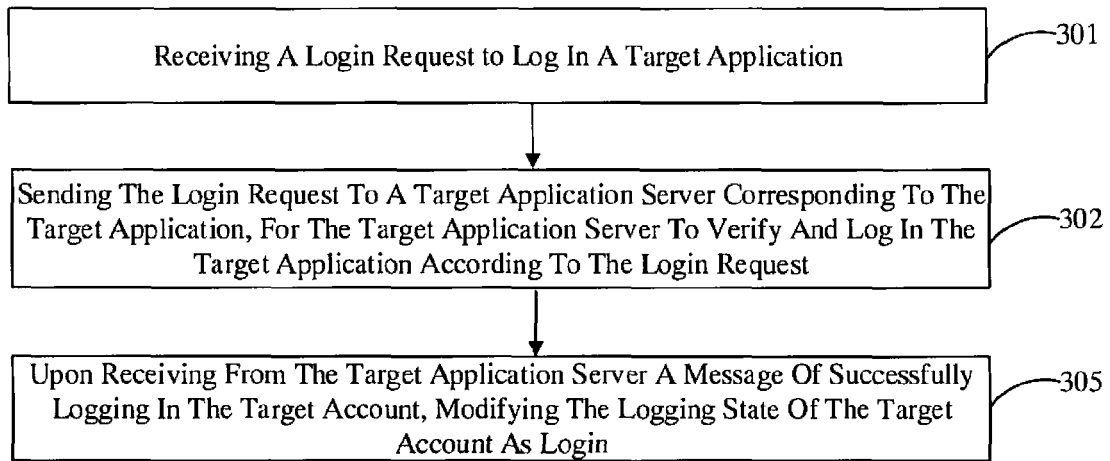 Receiving A Login Request to Log In A Target Application
301
Sending The Login Request To A Target Application Server Corresponding To The
Target Application, For The Target Application Server To Verify And Log In The
Target Application According To The Login Request
302
Upon Receiving From The Target Application Server A Message Of Successfully
Logging In The Target Account, Modifying The Logging State Of The Target
Account As Login
305